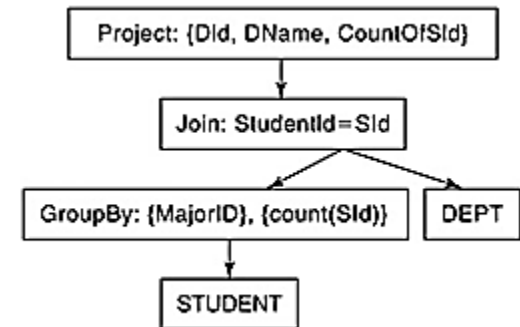 Project: {DId, DName, CountOfSId}
Join: StudentId=SId
GroupBy: {MajorID}, {count(SId)}
DEPT
STUDENT